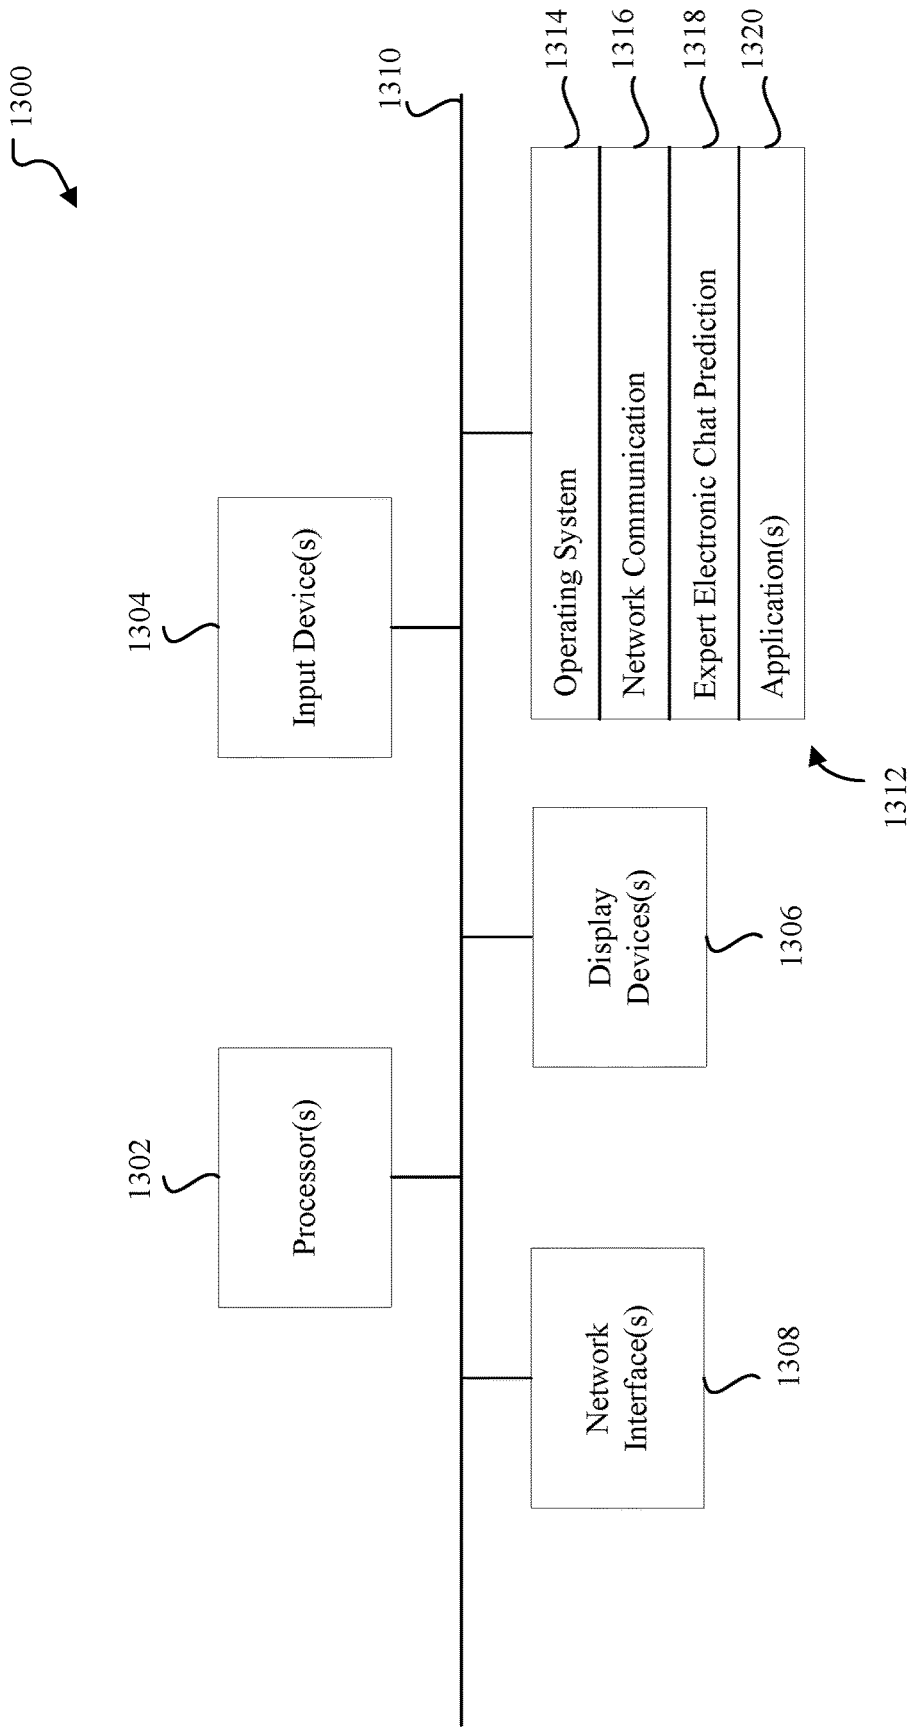 1300
1302
Processor(s)
1304
Input Device(s)
1310
Network
Interface(s)
1308
Display
Devices(s)
1306
Operating System
1314
Network Communication
1316
Expert Electronic Chat Prediction
1318
Application(s)
1320
1312